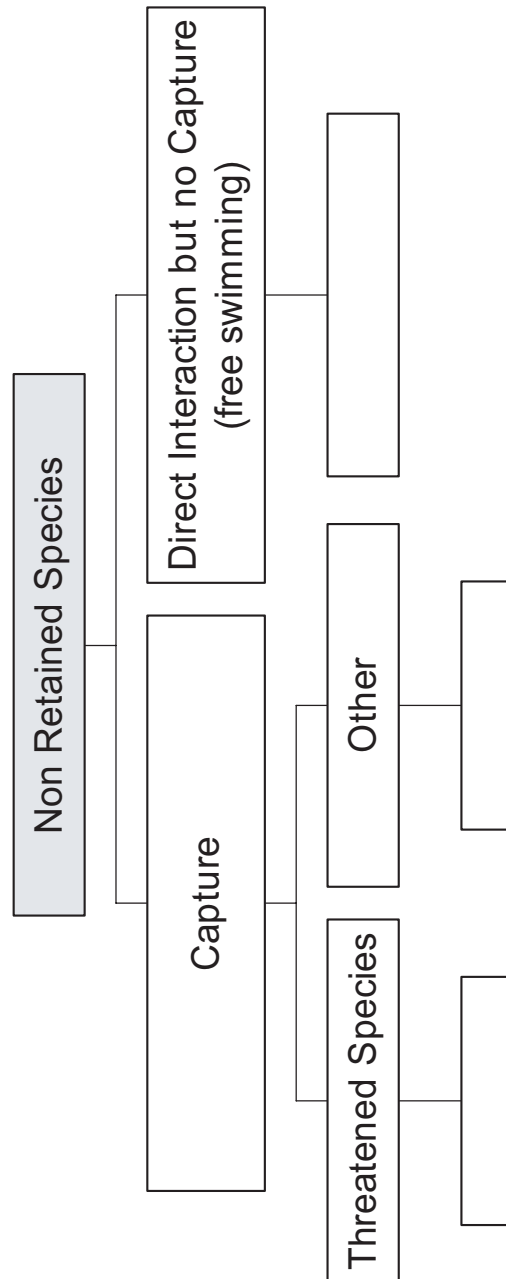 Non Retained Species
Capture
Direct Interaction but no Capture
(free swimming)
Threatened Species
Other